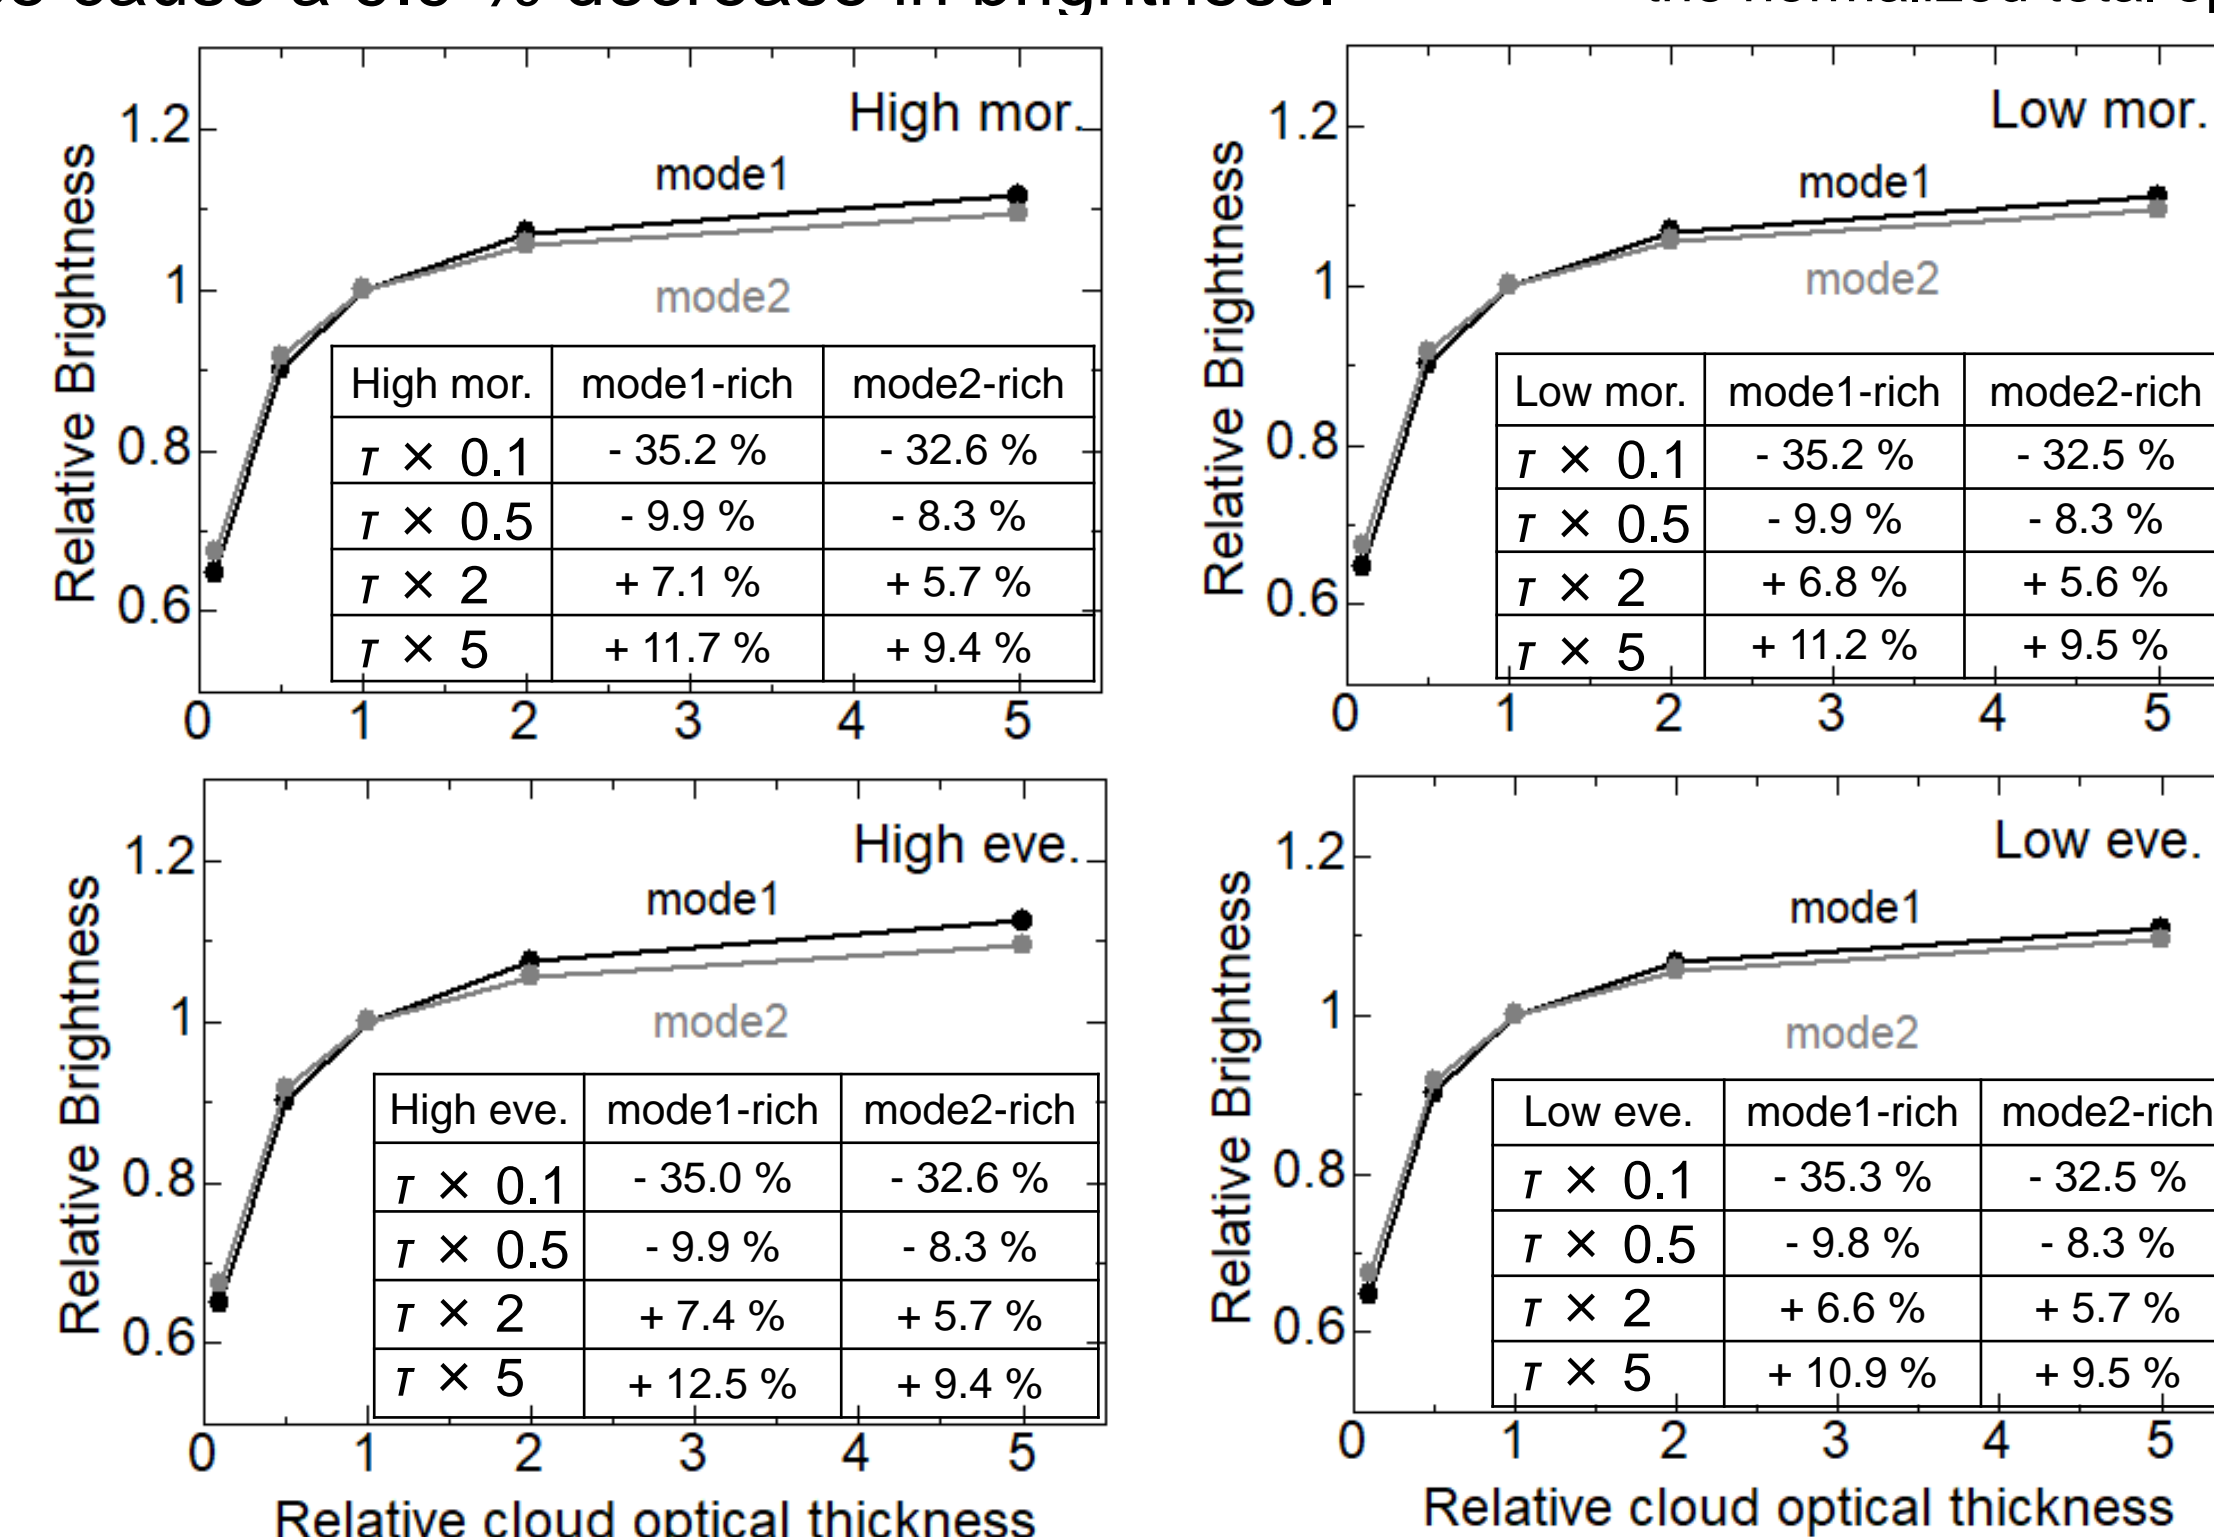 cause a % decrease in brightness.
the normalized total
High mor.
1.2
1
0.8
0.6
Relative Brightness
mode1
mode2
High mor. mode1-rich mode2-rich
τ × 0.1 - 35.2 % - 32.6 %
τ × 0.5 - 9.9 % - 8.3 %
τ × 2 + 7.1 % + 5.7 %
τ × 5 + 11.7 % + 9.4 %
0 1 2 3 4 5
Low mor.
1.2
1
0.8
0.6
Relative Brightness
mode1
mode2
Low mor. mode1-rich mode2-rich
τ × 0.1 - 35.2 % - 32.5 %
τ × 0.5 - 9.9 % - 8.3 %
τ × 2 + 6.8 % + 5.6 %
τ × 5 + 11.2 % + 9.5 %
0 1 2 3 4 5
High eve.
1.2
1
0.8
0.6
Relative Brightness
mode1
mode2
High eve. mode1-rich mode2-rich
τ × 0.1 - 35.0 % - 32.6 %
τ × 0.5 - 9.9 % - 8.3 %
τ × 2 + 7.4 % + 5.7 %
τ × 5 + 12.5 % + 9.4 %
0 1 2 3 4 5
Relative cloud optical thickness
Low eve.
1.2
1
0.8
0.6
Relative Brightness
mode1
mode2
Low eve. mode1-rich mode2-rich
τ × 0.1 - 35.3 % - 32.5 %
τ × 0.5 - 9.8 % - 8.3 %
τ × 2 + 6.6 % + 5.7 %
τ × 5 + 10.9 % + 9.5 %
0 1 2 3 4 5
Relative cloud optical thickness